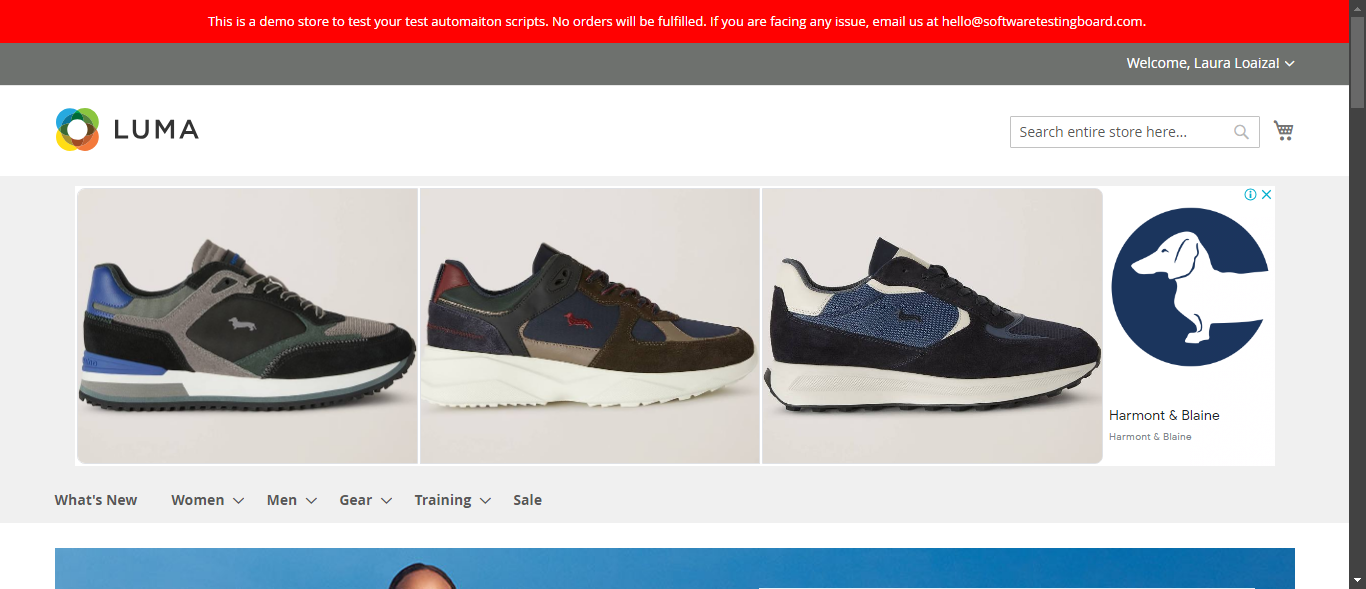 This is a demo store to test your test automaiton scripts. No orders will be fulfilled. If you are facing any issue, email us at hello@softwaretestingboard.com.
Welcome, Laura Loaiza!
LUMA
Search entire store here...
Harmont & Blaine
Harmont & Blaine
What's New Women Men Gear Training Sale